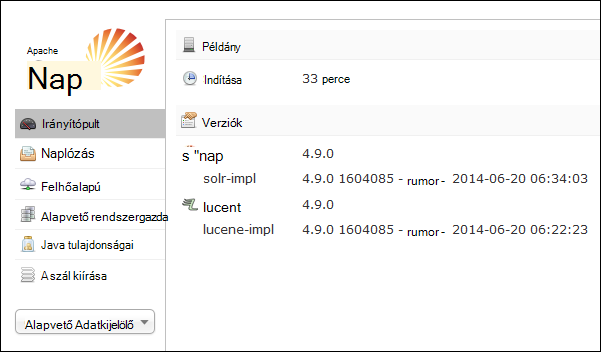 Apache
Nap
Irányítópult
Naplózás
Felhőalapú
Alapvető rendszergazda
Java tulajdonságai
A szál kiírása
Alapvető Adatkijelölő
Példány
Indítása 33 perce
Verziók
s "nap 4.9.0
solr-impl 4.9.0 1604085 - rumor - 2014-06-20 06:34:03
lucent 4.9.0
lucene-impl 4.9.0 1604085 - rumor - 2014-06-20 06:22:23